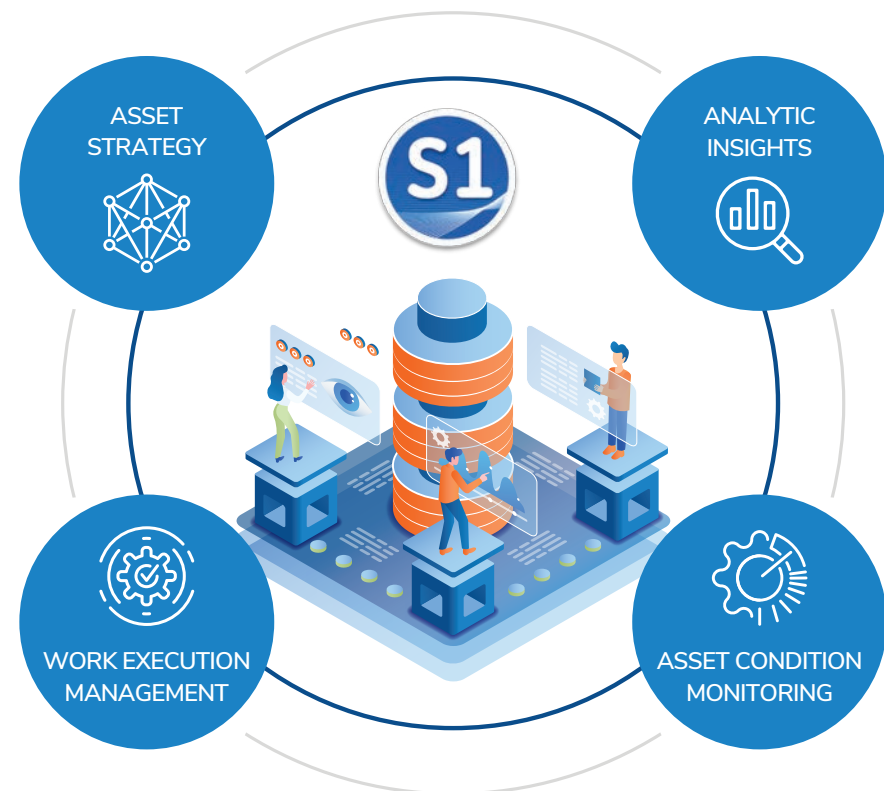 ASSET
STRATEGY
ANALYTIC
INSIGHTS
S1
WORK EXECUTION
MANAGEMENT
ASSET CONDITION
MONITORING